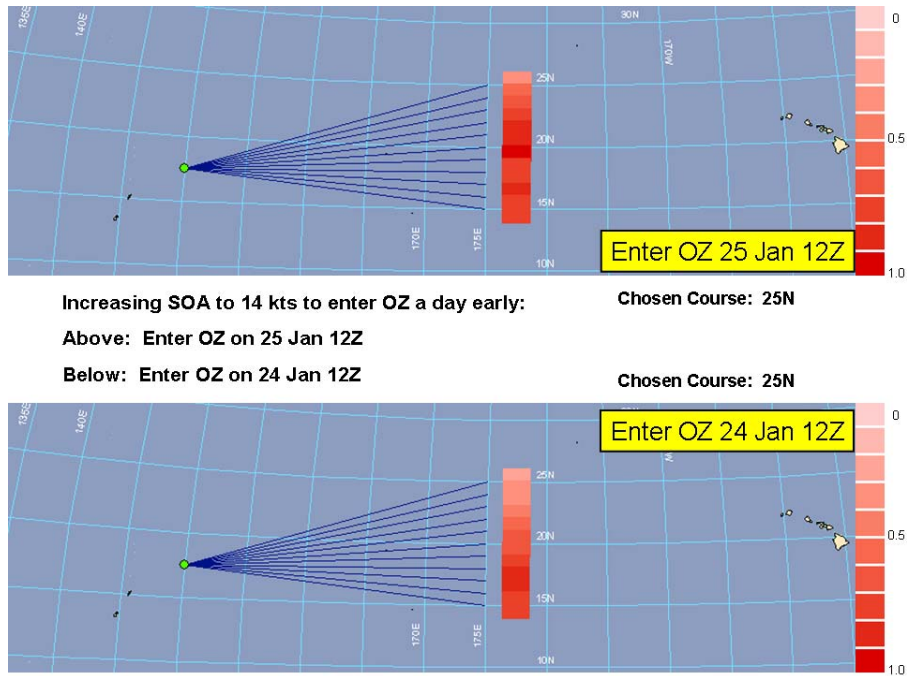 135E
140E
30N
170W
0
25N
20N
0.5
15N
170E
175E
10N
Enter OZ 25 Jan 12Z
1.0
Increasing SOA to 14 kts to enter OZ a day early:
Chosen Course: 25N
Above: Enter OZ on 25 Jan 12Z
Below: Enter OZ on 24 Jan 12Z
Chosen Course: 25N
135E
140E
0
Enter OZ 24 Jan 12Z
25N
20N
0.5
15N
170E
175E
10N
1.0